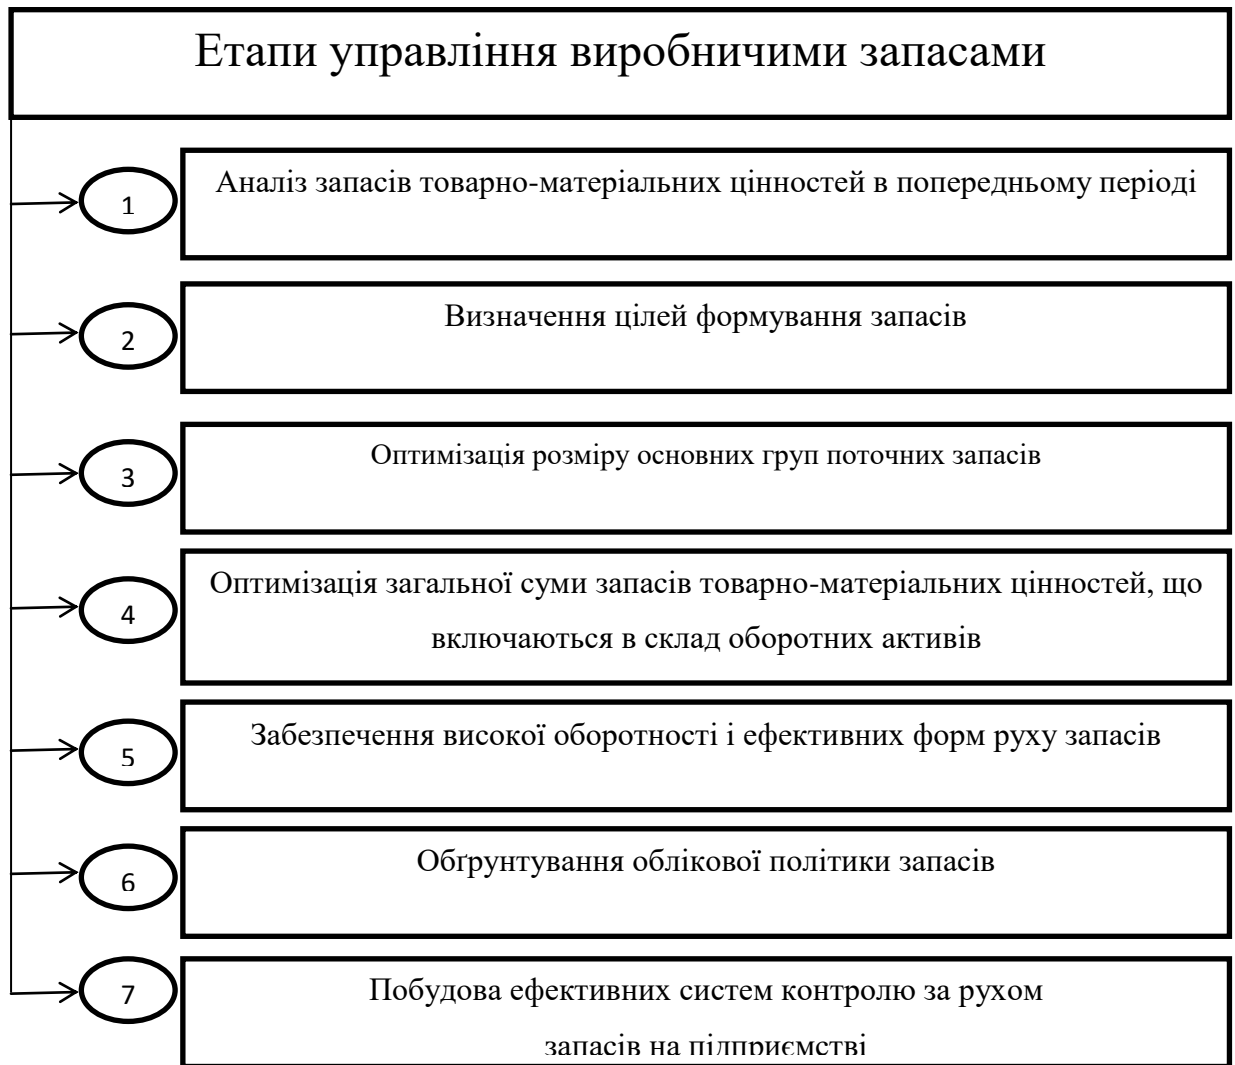 Етапи управління виробничими запасами
1
Аналіз запасів товарно-матеріальних цінностей в попередньому періоді
2
Визначення цілей формування запасів
3
Оптимізація розміру основних груп поточних запасів
4
Оптимізація загальної суми запасів товарно-матеріальних цінностей, що
включаються в склад оборотних активів
5
Забезпечення високої оборотності і ефективних форм руху запасів
6
Обґрунтування облікової політики запасів
7
Побудова ефективних систем контролю за рухом
запасів на підприємстві